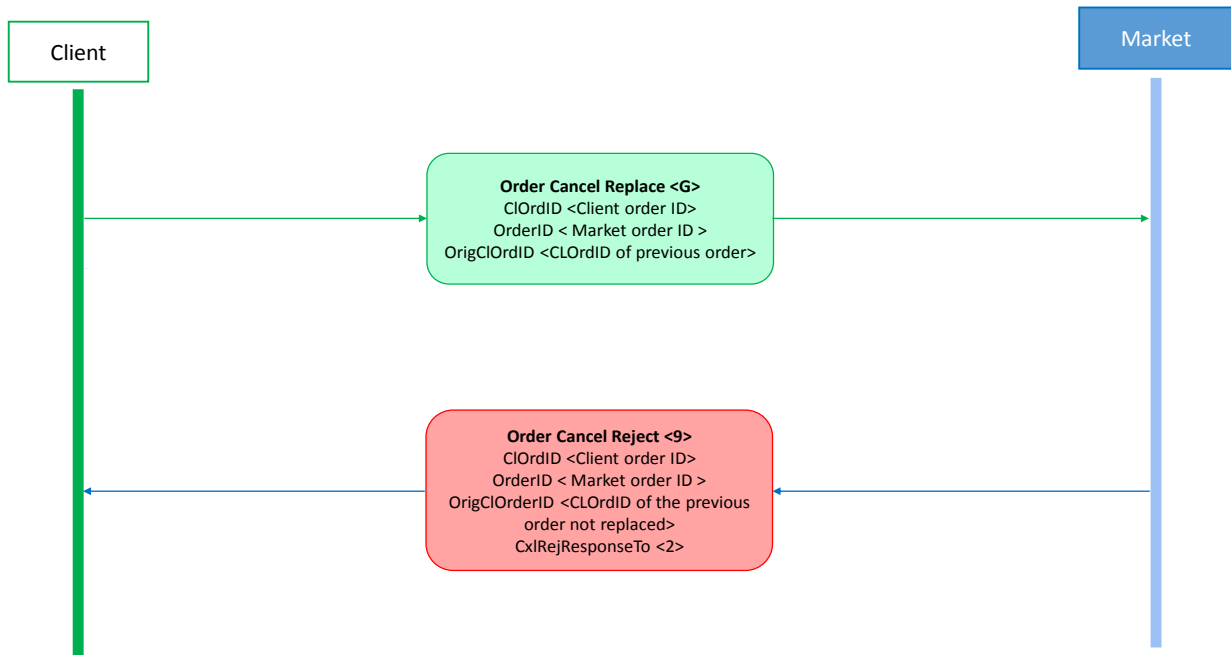 Client
Market
Order Cancel Replace <G>
ClOrdID <Client order ID>
OrderID < Market order ID >
OrigClOrdID <CLOrdID of previous order>
Order Cancel Reject <9>
ClOrdID <Client order ID>
OrderID < Market order ID >
OrigClOrderID <CLOrdID of the previous
order not replaced>
CxlRejResponseTo <2>